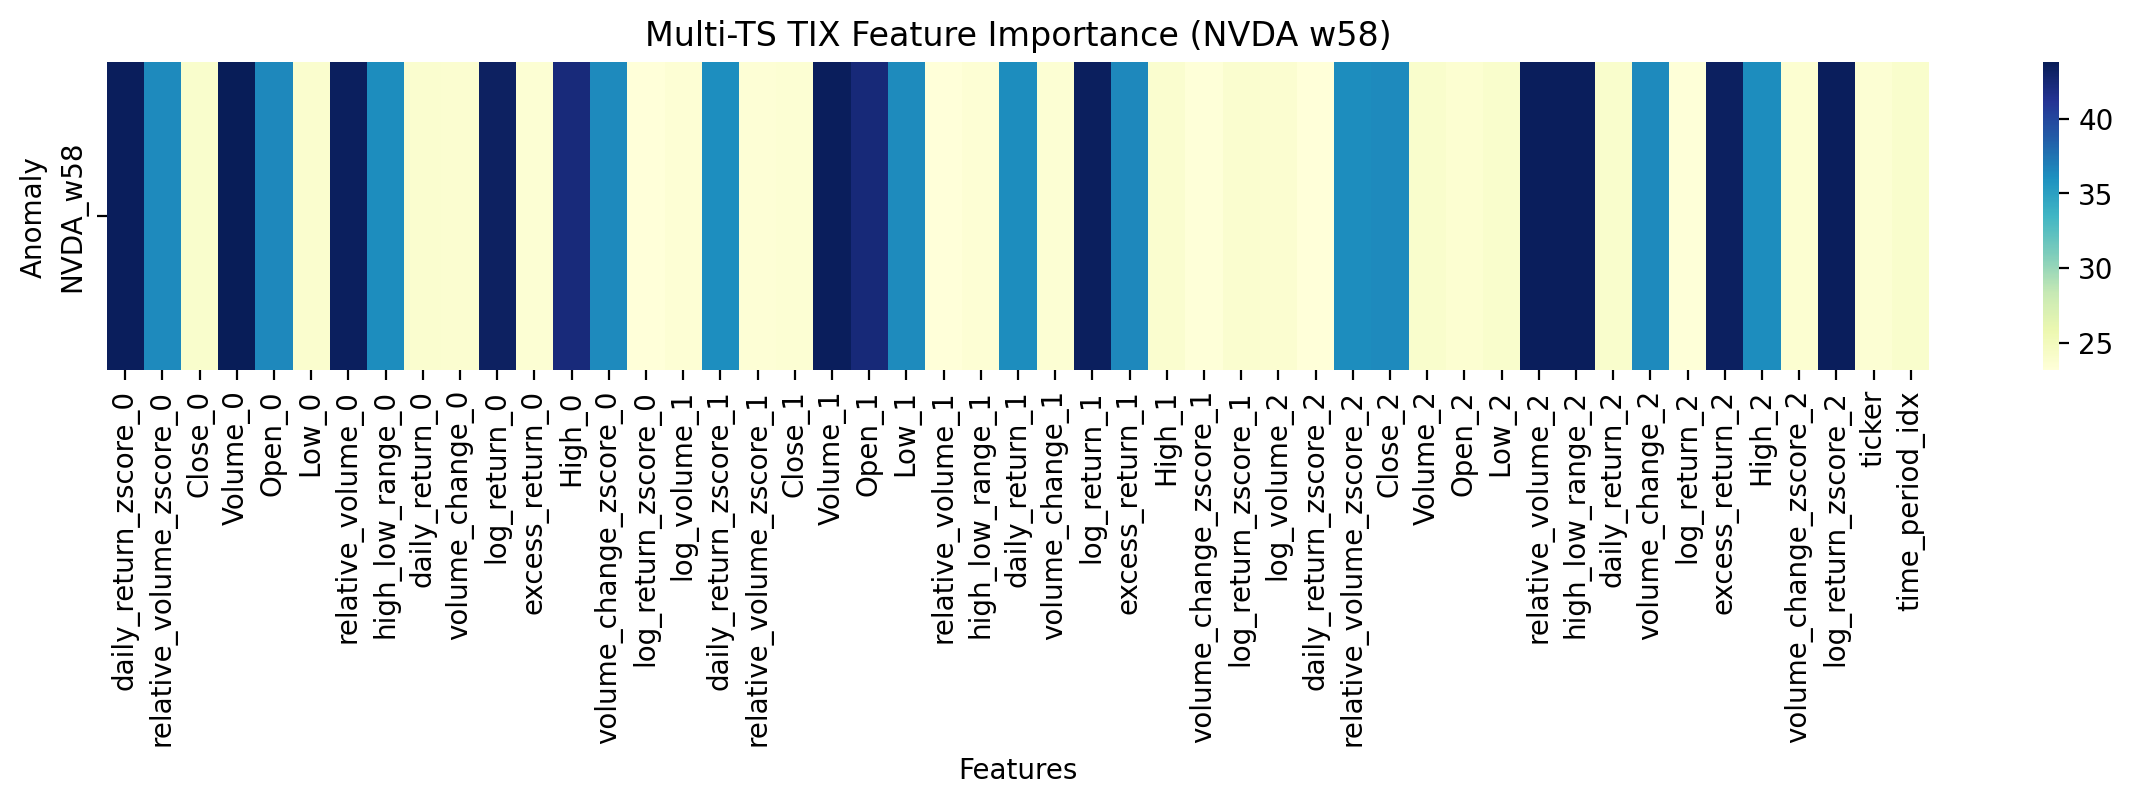 Multi-TS TIX Feature Importance (NVDA w58)
Anomaly
NVDA_w58
40
35
30
25
daily_return_zscore_0
relative_volume_zscore_0
Close_0
Volume_0
Open_0
Low_0
relative_volume_0
high_low_range_0
daily_return_0
volume_change_0
log_return_0
excess_return_0
High_0
volume_change_zscore_0
log_return_zscore_0
log_volume_1
daily_return_zscore_1
relative_volume_zscore_1
Close_1
Volume_1
Open_1
Low_1
relative_volume_1
high_low_range_1
daily_return_1
volume_change_1
log_return_1
excess_return_1
High_1
volume_change_zscore_1
log_return_zscore_1
log_volume_2
daily_return_zscore_2
relative_volume_zscore_2
Close_2
Volume_2
Open_2
Low_2
relative_volume_2
high_low_range_2
daily_return_2
volume_change_2
log_return_2
excess_return_2
High_2
volume_change_zscore_2
log_return_zscore_2
ticker
time_period_idx
Features